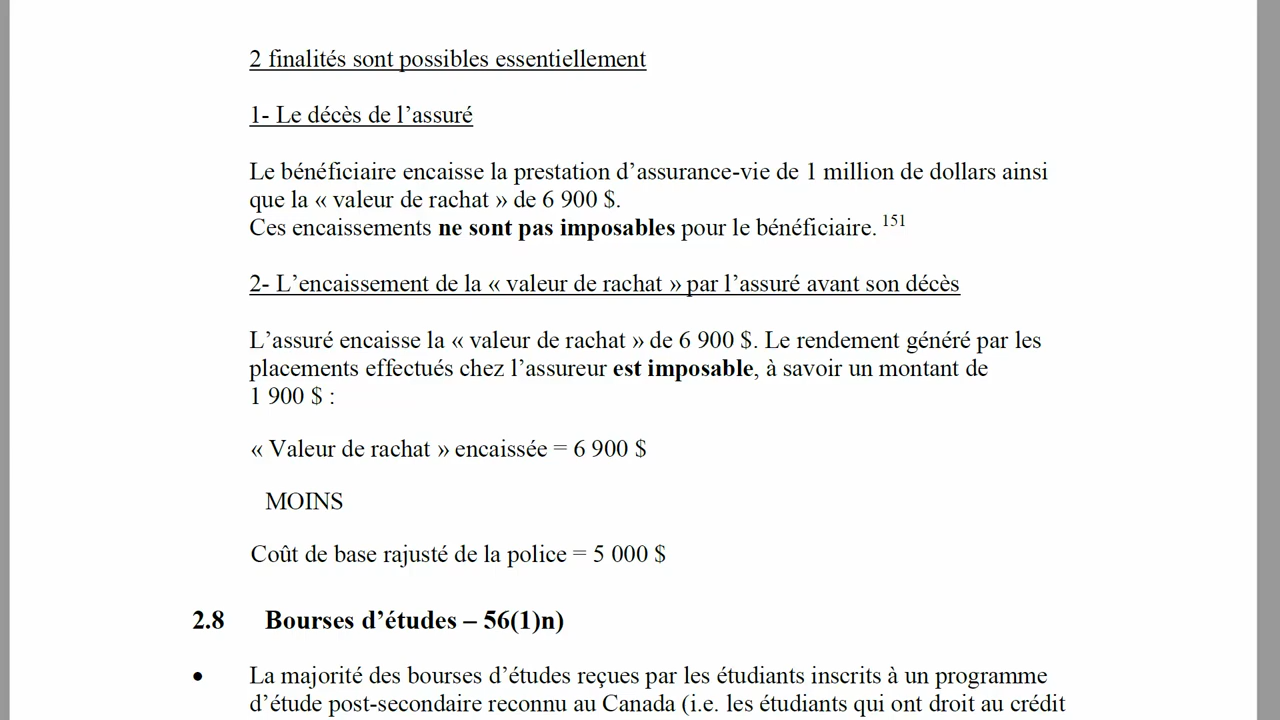 2 finalités sont possibles essentiellement
1- Le décès de l’assuré
Le bénéficiaire encaisse la prestation d’assurance-vie de 1 million de dollars ainsi
que la « valeur de rachat » de 6 900 $.
Ces encaissements ne sont pas imposables pour le bénéficiaire. 151
2- L’encaissement de la « valeur de rachat » par l’assuré avant son décès
L’assuré encaisse la « valeur de rachat » de 6 900 $. Le rendement généré par les
placements effectués chez l’assureur est imposable, à savoir un montant de
1 900 $ :
« Valeur de rachat » encaissée = 6 900 $
MOINS
Coût de base rajusté de la police = 5 000 $
2.8 Bourses d’études – 56(1)n)
• La majorité des bourses d’études reçues par les étudiants inscrits à un programme
d’étude post-secondaire reconnu au Canada (i.e. les étudiants qui ont droit au crédit